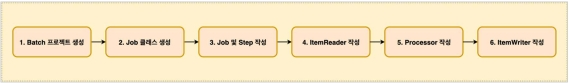 1. Batch 프로젝트 생성
2. Job 클래스 생성
3. Job 및 Step 작성
4. ItemReader 작성
5. Processor 작성
6. ItemWriter 작성